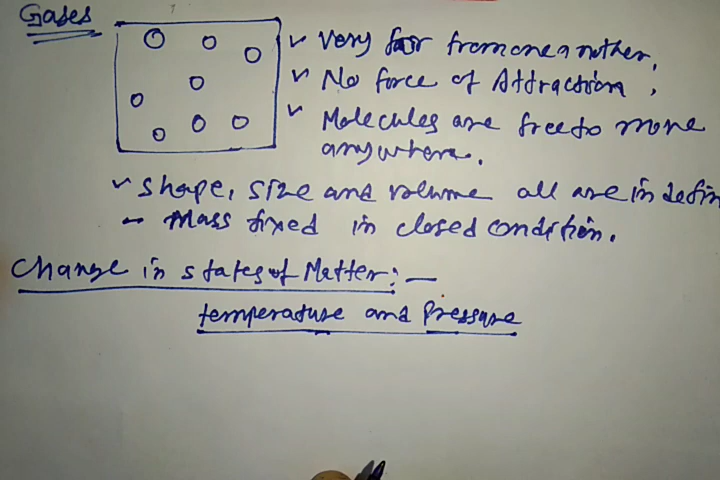 Gases
very far from one another.
No force of Attraction,
Molecules are free to move
anywhere.
shape, size and volume all are indefin
Mass fixed in closed condition.
Change in states of Matter:-
temperature and Pressure